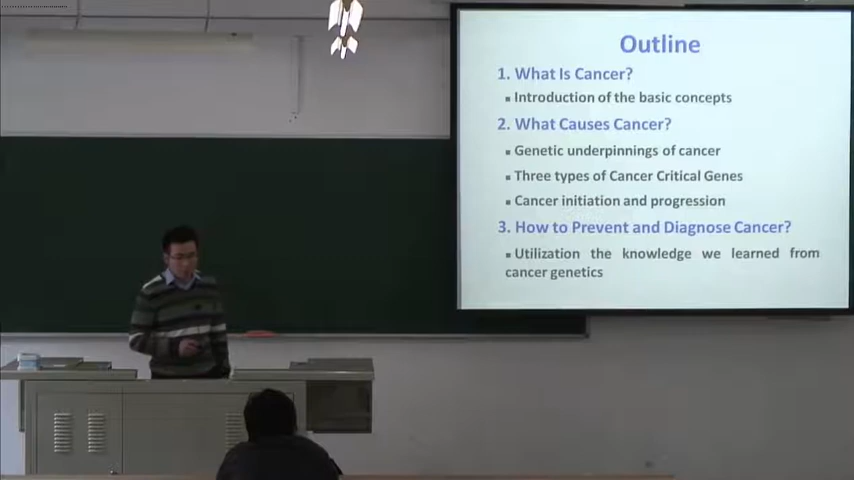 Outline
1. What Is Cancer?
▪ Introduction of the basic concepts
2. What Causes Cancer?
▪ Genetic underpinnings of cancer
▪ Three types of Cancer Critical Genes
▪ Cancer initiation and progression
3. How to Prevent and Diagnose Cancer?
▪ Utilization the knowledge we learned from
cancer genetics